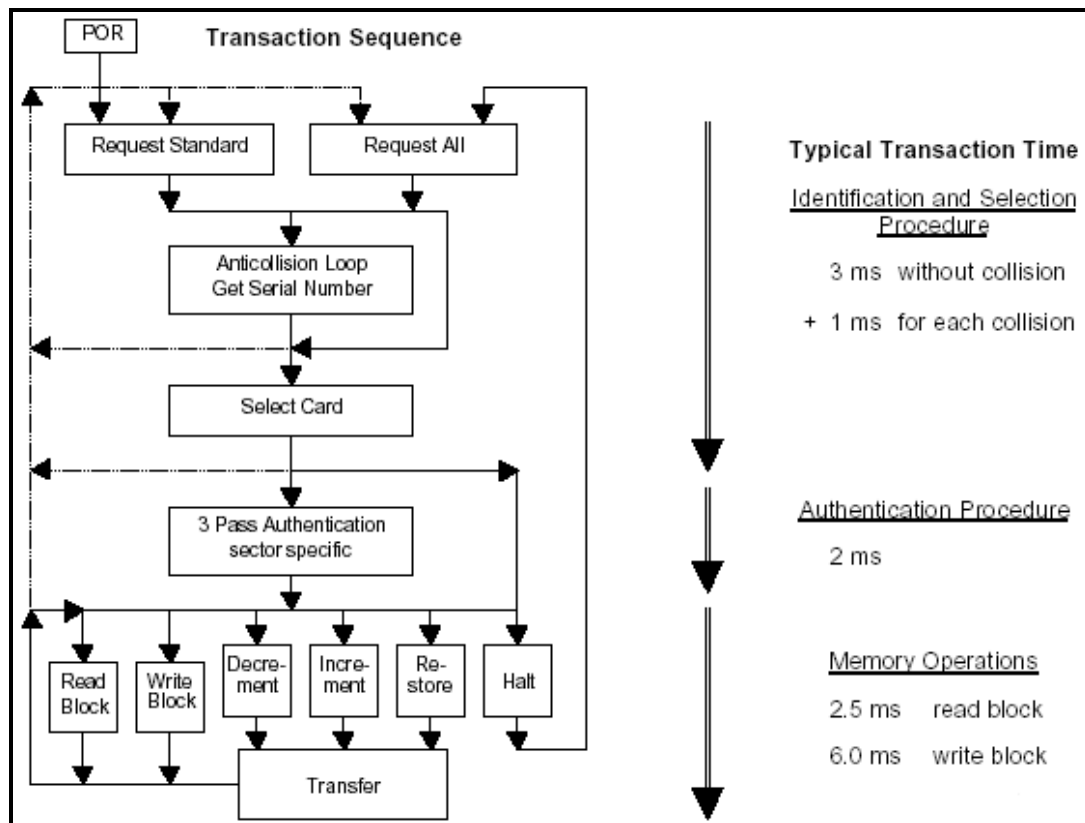 POR
Transaction Sequence
Request Standard
Request All
Anticollision Loop
Get Serial Number
Select Card
3 Pass Authentication
sector specific
Read
Block
Write
Block
Decre-
ment
Incre-
ment
Re-
store
Halt
Transfer
Typical Transaction Time
Identification and Selection
Procedure
3 ms without collision
+ 1 ms for each collision
Authentication Procedure
2 ms
Memory Operations
2.5 ms read block
6.0 ms write block